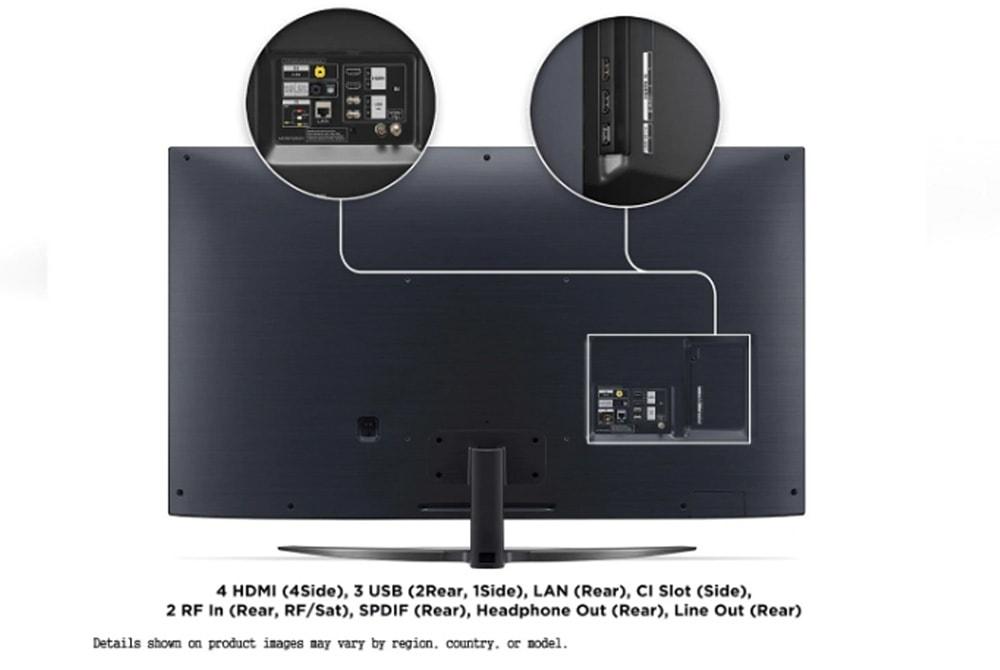 LAN
4 HDMI (4Side), 3 USB (2Rear, 1Side), LAN (Rear), CI Slot (Side),
2 RF In (Rear, RF/Sat), SPDIF (Rear), Headphone Out (Rear), Line Out (Rear)
Details shown on product images may vary by region, country, or model.